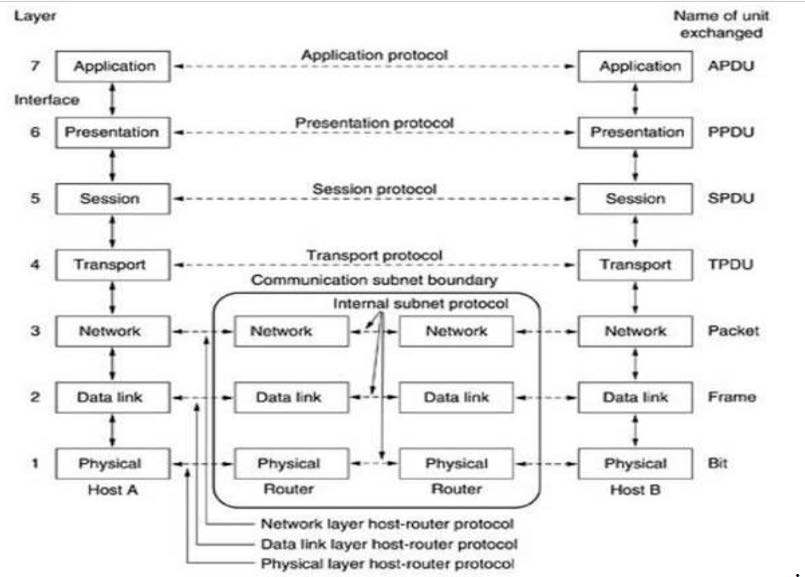 Layer
Name of unit
exchanged
7 Application Application protocol Application APDU
Interface
6 Presentation Presentation protocol Presentation PPDU
5 Session Session protocol Session SPDU
4 Transport Transport protocol Transport TPDU
Communication subnet boundary
Internal subnet protocol
3 Network Network Network Network Packet
2 Data link Data link Data link Data link Frame
1 Physical Physical Physical Physical Bit
Host A Router Router Host B
Network layer host-router protocol
Data link layer host-router protocol
Physical layer host-router protocol
.